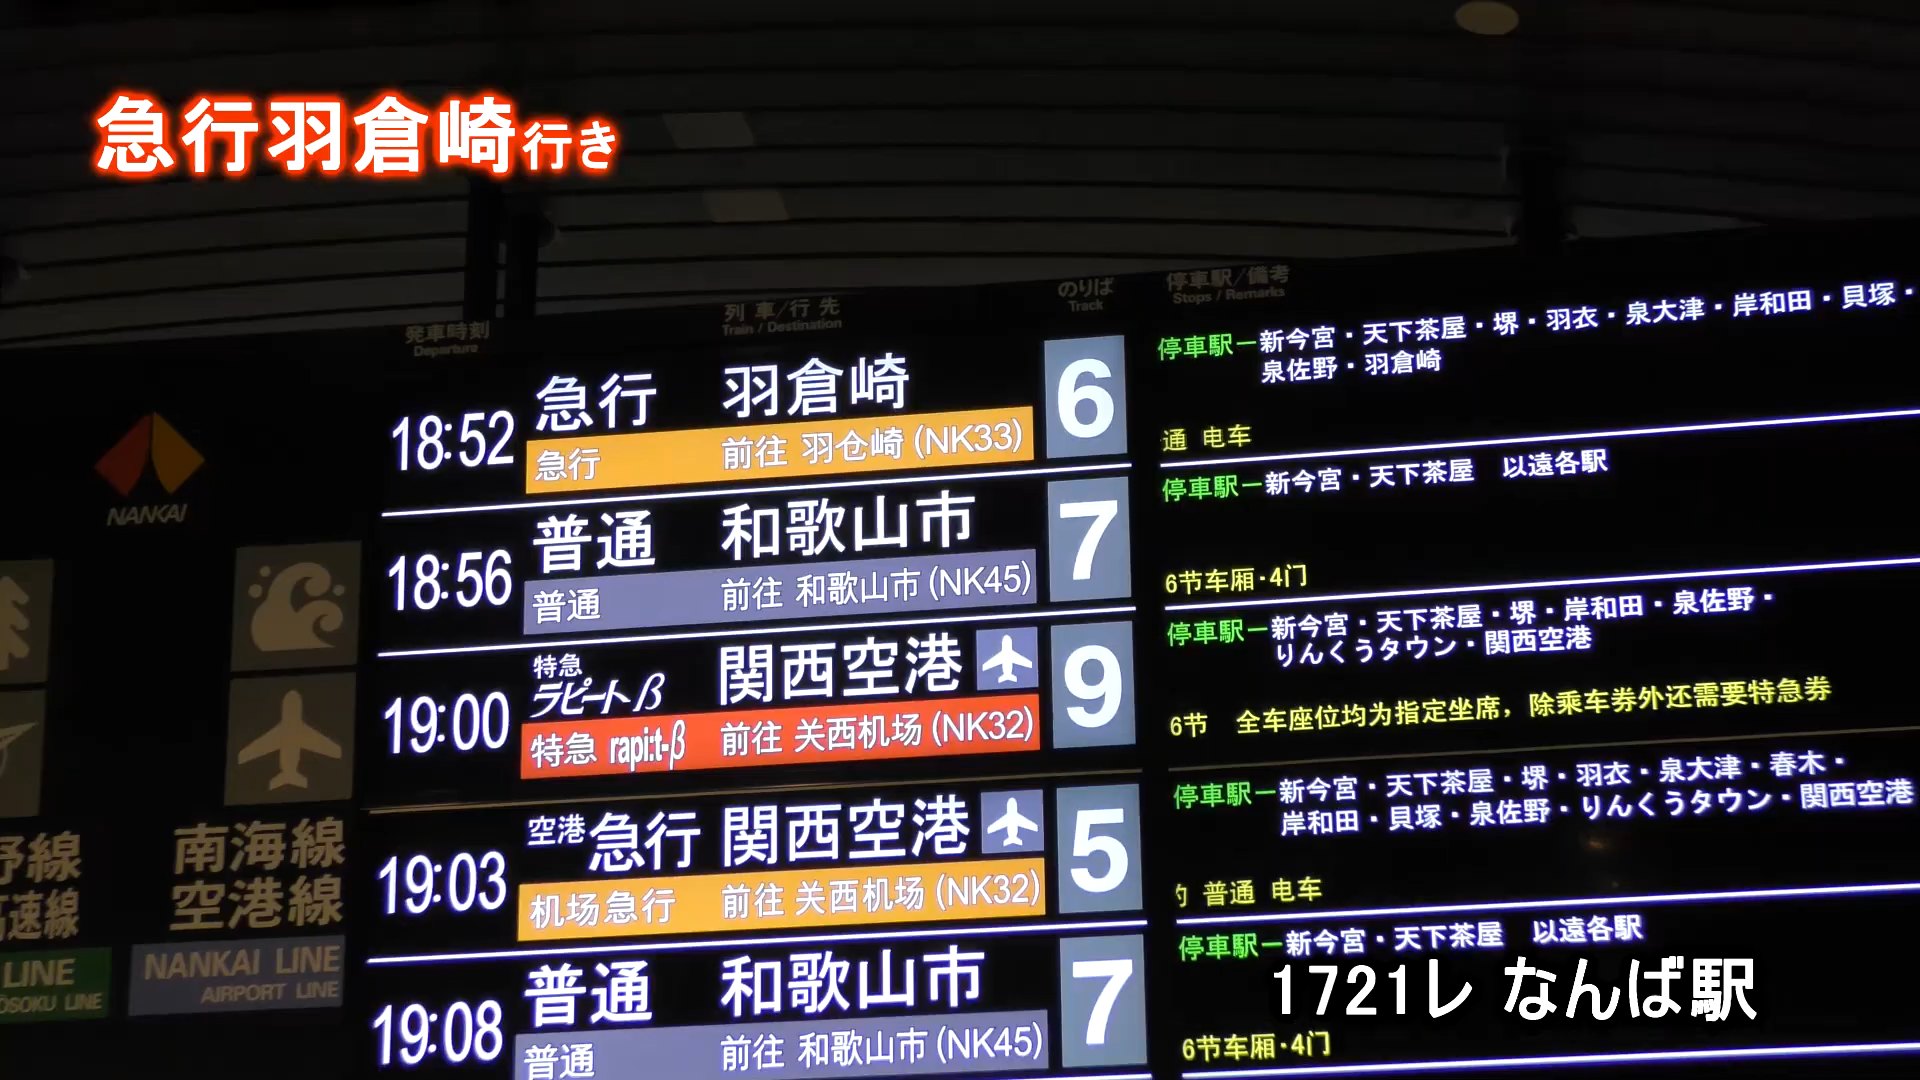 急行羽倉崎行き
発車時刻
Departure
列車/行先
Train / Destination
のりば
Track
停車駅/備考
Stops / Remarks
18:52
急行 羽倉崎
急行 前往 羽仓崎 (NK33)
6
停車駅ー新今宮・天下茶屋・堺・羽衣・泉大津・岸和田・貝塚・
泉佐野・羽倉崎
通 电车
18:56
普通 和歌山市
普通 前往 和歌山市 (NK45)
7
停車駅ー新今宮・天下茶屋 以遠各駅
6节车厢・4门
19:00
特急
ラピートβ 関西空港
特急 rapi:t-β 前往 关西机场 (NK32)
9
停車駅ー新今宮・天下茶屋・堺・岸和田・泉佐野・
りんくうタウン・関西空港
6节 全车座位均为指定坐席，除乘车券外还需要特急券
19:03
空港急行 関西空港
机场急行 前往 关西机场 (NK32)
5
停車駅ー新今宮・天下茶屋・堺・羽衣・泉大津・春木・
岸和田・貝塚・泉佐野・りんくうタウン・関西空港
普通 电车
19:08
普通 和歌山市
普通 前往 和歌山市 (NK45)
7
停車駅ー新今宮・天下茶屋 以遠各駅
6节车厢・4门
NANKAI
野線
高速線
LINE
ŌSOKU LINE
南海線
空港線
NANKAI LINE
AIRPORT LINE
1721レ なんば駅